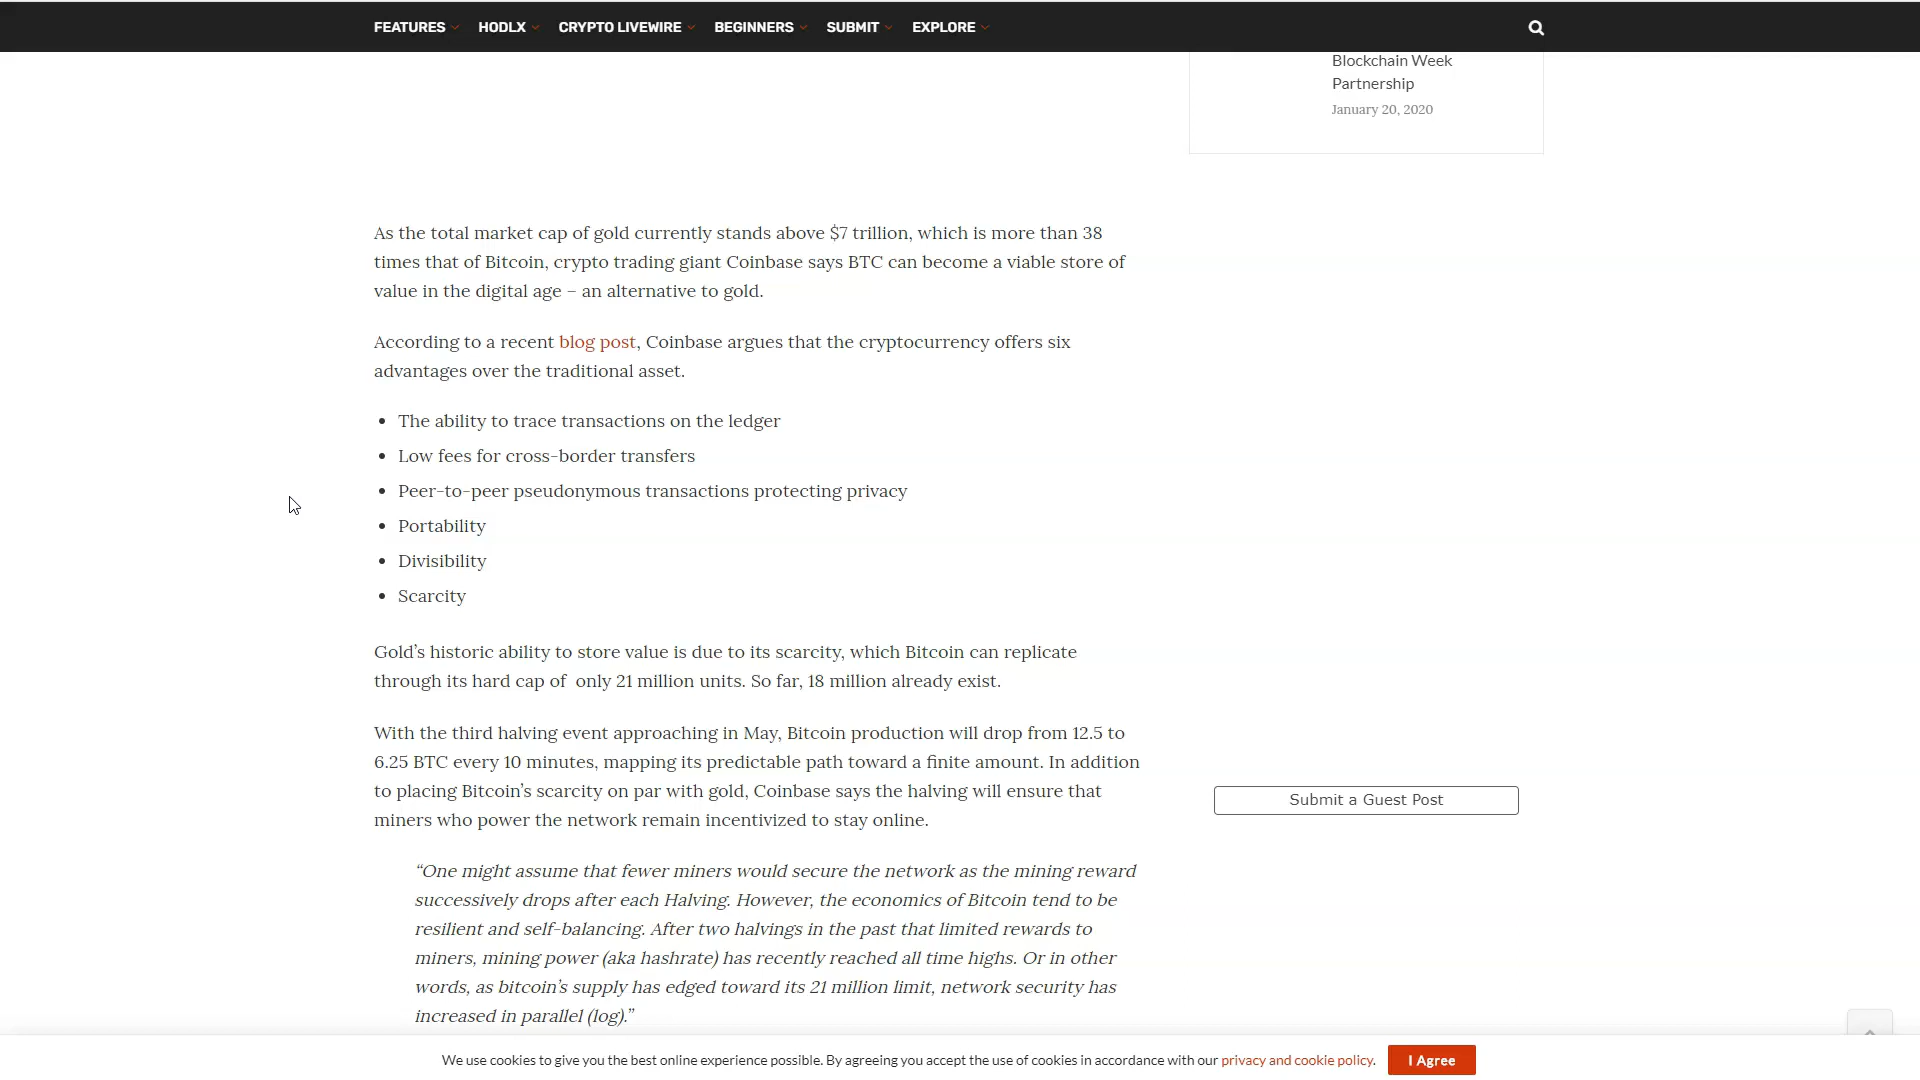 FEATURES HODLX CRYPTO LIVEWIRE BEGINNERS SUBMIT EXPLORE
Blockchain Week
Partnership
January 20, 2020
As the total market cap of gold currently stands above $7 trillion, which is more than 38
times that of Bitcoin, crypto trading giant Coinbase says BTC can become a viable store of
value in the digital age – an alternative to gold.
According to a recent blog post, Coinbase argues that the cryptocurrency offers six
advantages over the traditional asset.
• The ability to trace transactions on the ledger
• Low fees for cross-border transfers
• Peer-to-peer pseudonymous transactions protecting privacy
• Portability
• Divisibility
• Scarcity
Gold’s historic ability to store value is due to its scarcity, which Bitcoin can replicate
through its hard cap of only 21 million units. So far, 18 million already exist.
With the third halving event approaching in May, Bitcoin production will drop from 12.5 to
6.25 BTC every 10 minutes, mapping its predictable path toward a finite amount. In addition
to placing Bitcoin’s scarcity on par with gold, Coinbase says the halving will ensure that
miners who power the network remain incentivized to stay online.
“One might assume that fewer miners would secure the network as the mining reward
successively drops after each Halving. However, the economics of Bitcoin tend to be
resilient and self-balancing. After two halvings in the past that limited rewards to
miners, mining power (aka hashrate) has recently reached all time highs. Or in other
words, as bitcoin’s supply has edged toward its 21 million limit, network security has
increased in parallel (log).”
Submit a Guest Post
We use cookies to give you the best online experience possible. By agreeing you accept the use of cookies in accordance with our privacy and cookie policy. I Agree